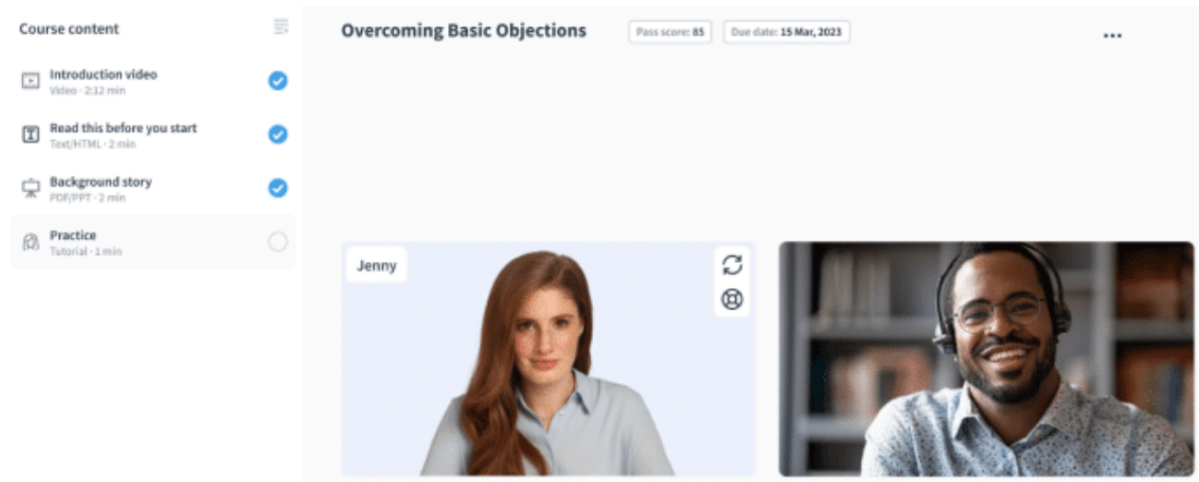 Course content
Introduction video
Video · 2:12 min
Read this before you start
Text/HTML · 2 min
Background story
PDF/PPT · 2 min
Practice
Tutorial · 1 min
Overcoming Basic Objections
Pass score: 85
Due date: 15 Mar, 2023
Jenny